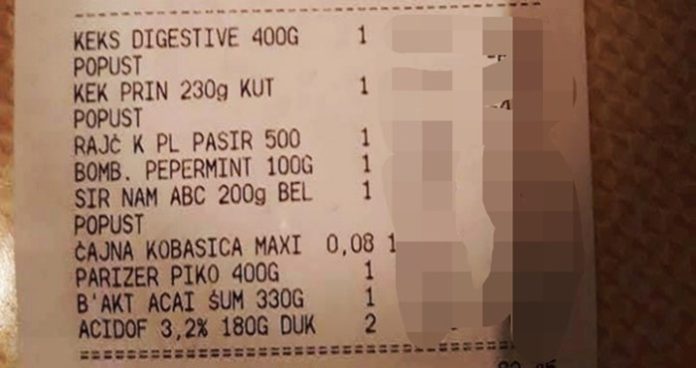 KEKS DIGESTIVE 400G 1
POPUST
KEK PRIN 230g KUT 1
POPUST
RAJČ K PL PASIR 500 1
BOMB. PEPERMINT 100G 1
SIR NAM ABC 200g BEL 1
POPUST
ČAJNA KOBASICA MAXI 0,08 1
PARIZER PIKO 400G 1
B'AKT ACAI ŠUM 330G 1
ACIDOF 3,2% 180G DUK 2